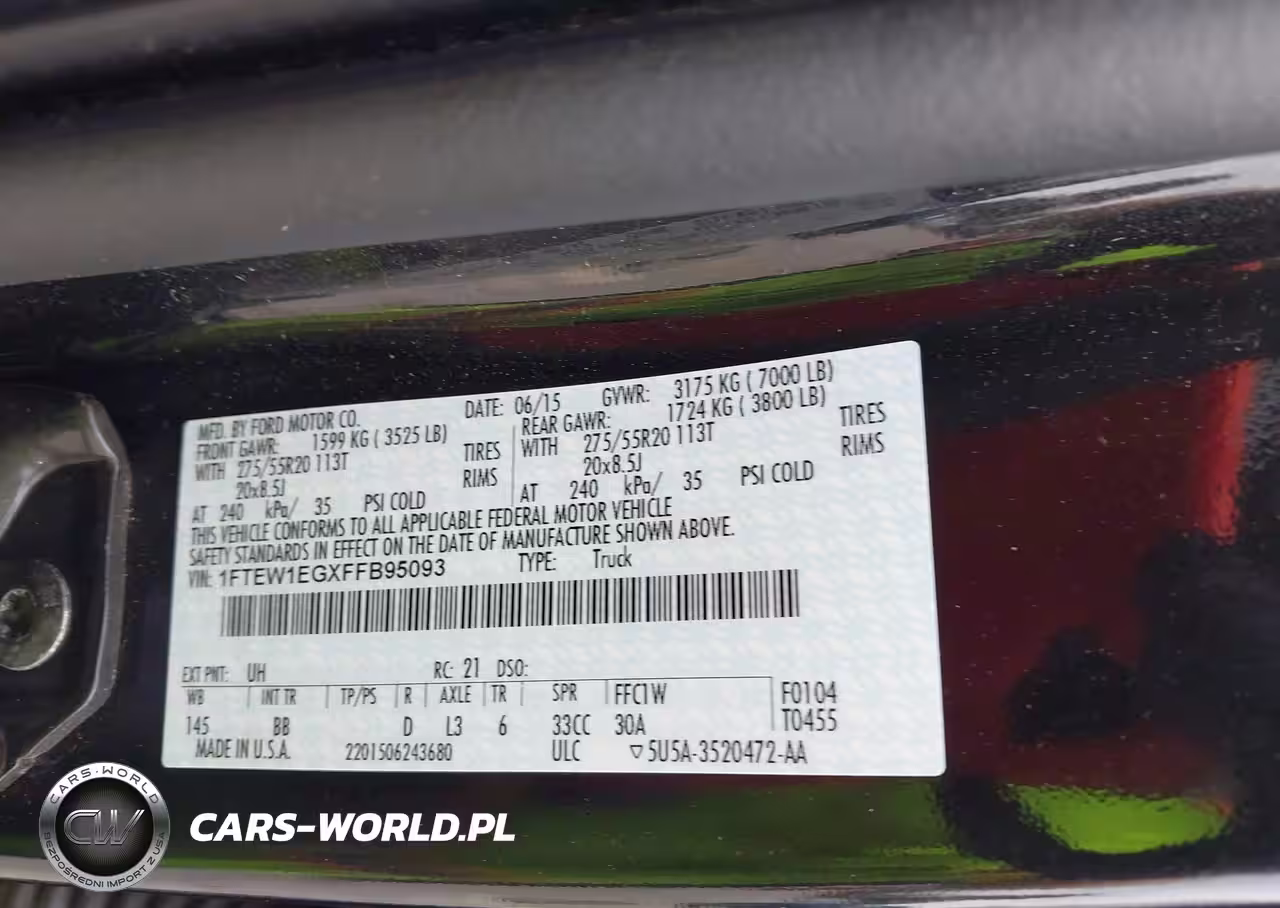 MFD. BY FORD MOTOR CO. DATE: 06/15 GVWR: 3175 KG ( 7000 LB)
FRONT GAWR: 1599 KG ( 3525 LB) REAR GAWR: 1724 KG ( 3800 LB)
WITH 275/55R20 113T TIRES WITH 275/55R20 113T TIRES
20x8.5J RIMS 20x8.5J RIMS
AT 240 kPa/ 35 PSI COLD AT 240 kPa/ 35 PSI COLD
THIS VEHICLE CONFORMS TO ALL APPLICABLE FEDERAL MOTOR VEHICLE
SAFETY STANDARDS IN EFFECT ON THE DATE OF MANUFACTURE SHOWN ABOVE.
VIN: 1FTEW1EGXFFB95093 TYPE: Truck
EXT PNT: UH RC: 21 DSO:
WB INT TR TP/PS R AXLE TR SPR FFC1W F0104
145 BB D L3 6 33CC 30A T0455
MADE IN U.S.A. 2201506243680 ULC ▽5U5A-3520472-AA
CARS-WORLD
CW
BEZPOŚREDNI IMPORT Z USA
CARS-WORLD.PL